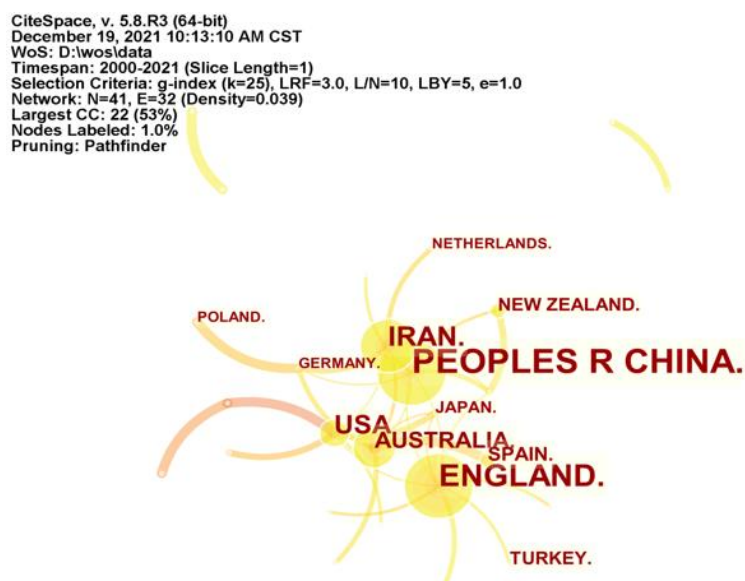 CiteSpace, v. 5.8.R3 (64-bit)
December 19, 2021 10:13:10 AM CST
WoS: D:\wos\data
Timespan: 2000-2021 (Slice Length=1)
Selection Criteria: g-index (k=25), LRF=3.0, L/N=10, LBY=5, e=1.0
Network: N=41, E=32 (Density=0.039)
Largest CC: 22 (53%)
Nodes Labeled: 1.0%
Pruning: Pathfinder
NETHERLANDS.
NEW ZEALAND.
POLAND.
IRAN.
GERMANY.
PEOPLES R CHINA.
JAPAN.
USA
AUSTRALIA.
SPAIN.
ENGLAND.
TURKEY.